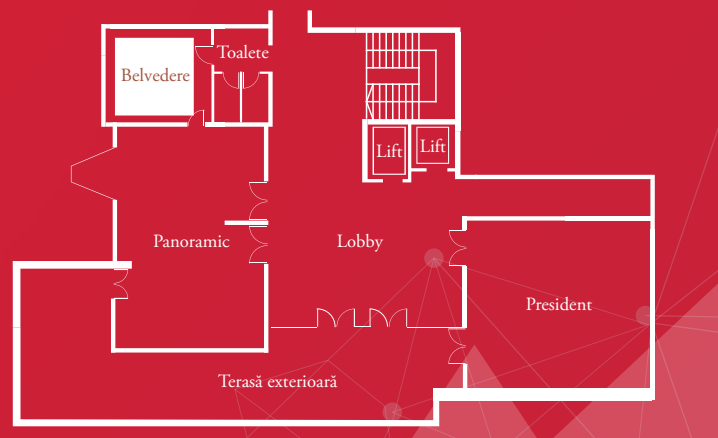 Toalete
Belvedere
Lift
Lift
Panoramic
Lobby
President
Terasă exterioară